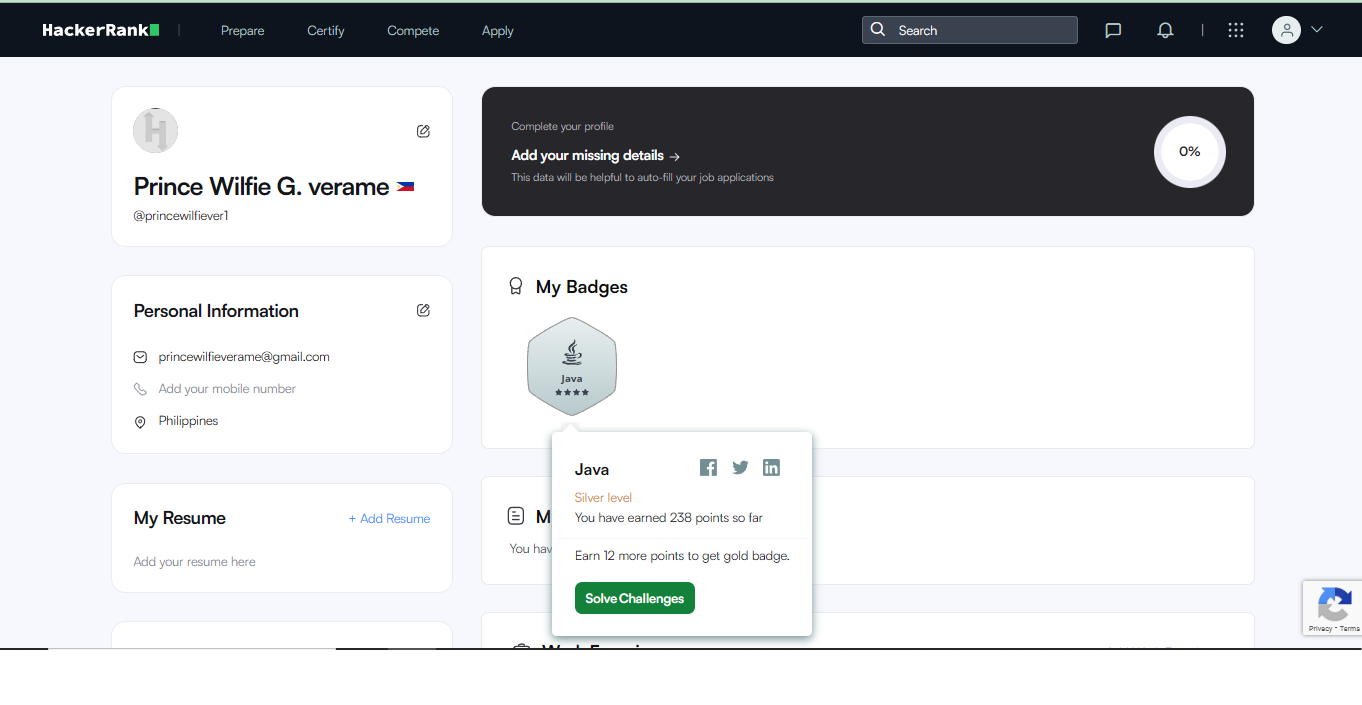 HackerRank
Prepare
Certify
Compete
Apply
Search
Prince Wilfie G. verame
@princewilfiever1
Personal Information
princewilfieverame@gmail.com
Add your mobile number
Philippines
My Resume
+ Add Resume
Add your resume here
Complete your profile
Add your missing details →
This data will be helpful to auto-fill your job applications
0%
My Badges
Java
Java
Silver level
You have earned 238 points so far
Earn 12 more points to get gold badge.
Solve Challenges
M
You hav
Privacy - Terms